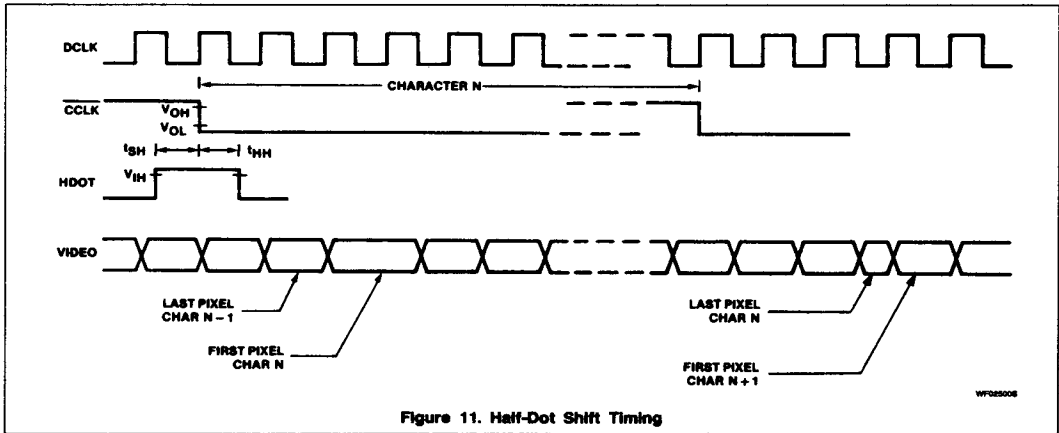 DCLK
CHARACTER N
CCLK
VOH
VOL
tSH
tHH
HDOT
VIH
VIDEO
LAST PIXEL
CHAR N – 1
FIRST PIXEL
CHAR N
LAST PIXEL
CHAR N
FIRST PIXEL
CHAR N + 1
WF02500S
Figure 11. Half-Dot Shift Timing